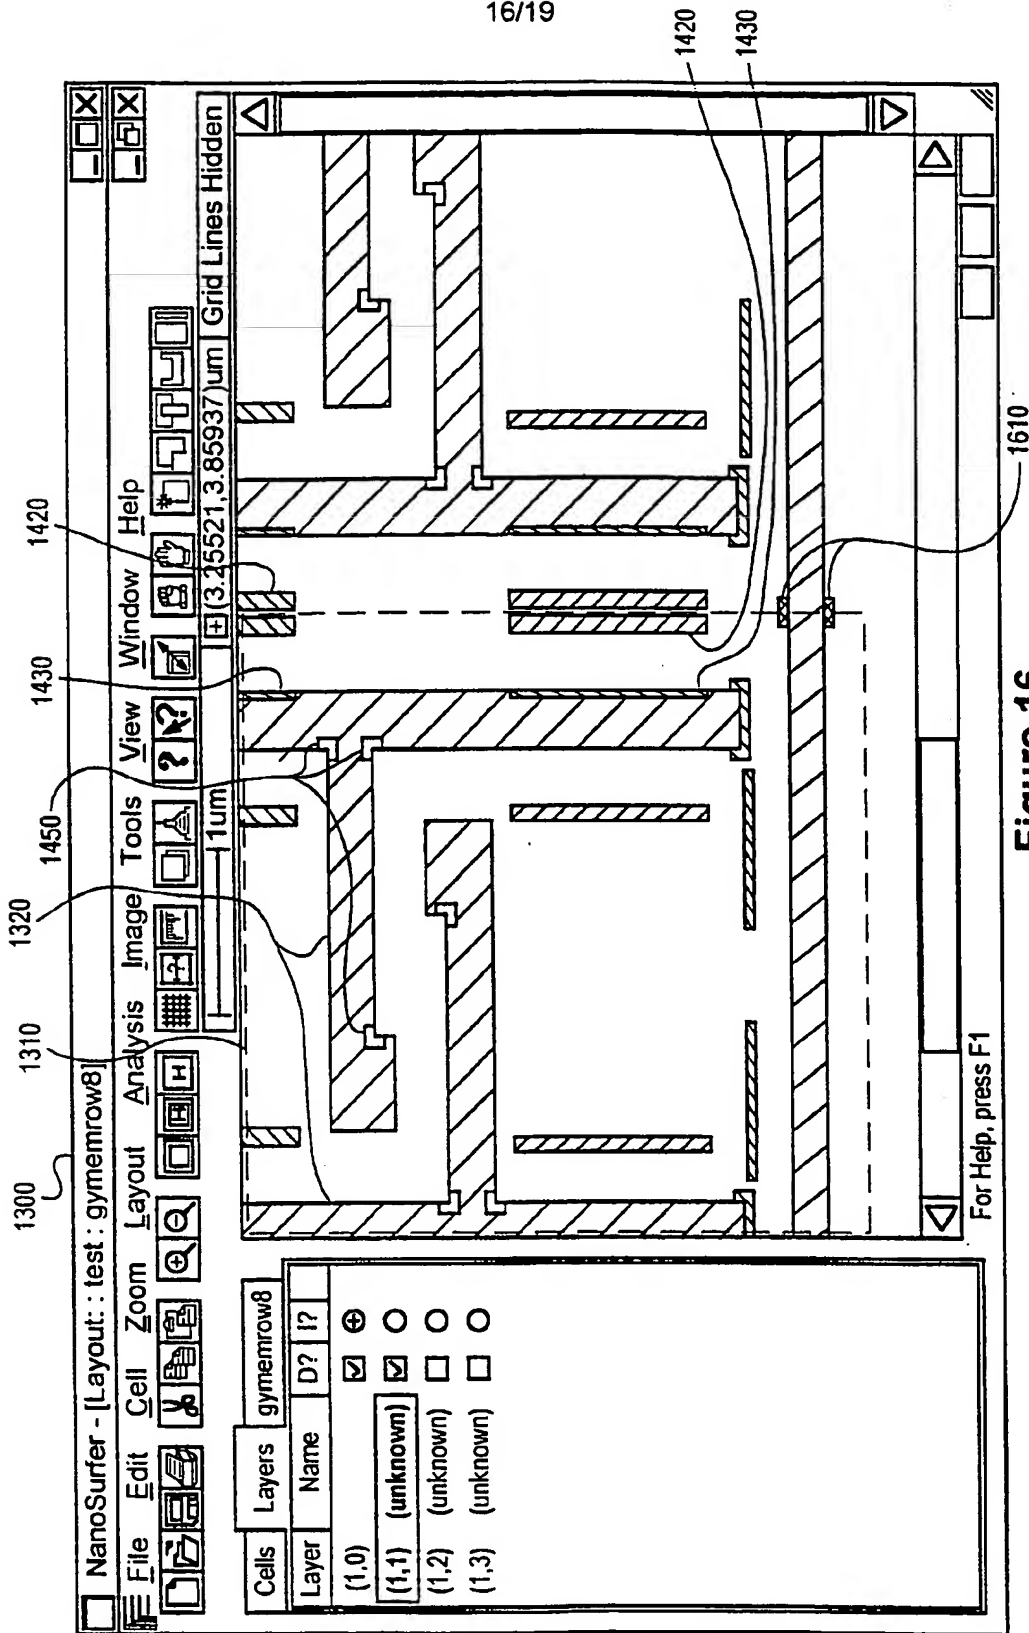 16/19
1300
1310
1320
1450
1430
1420
NanoSurfer - [Layout: : test : gymemrow8]
File Edit Cell Zoom Layout Analysis Image Tools View Window Help
1um
(3.25521,3.85937)um
Grid Lines Hidden
Cells Layers gymemrow8
Layer Name D? I?
(1,0)
(1,1) (unknown)
(1,2) (unknown)
(1,3) (unknown)
For Help, press F1
1420
1430
1610
Figure 16